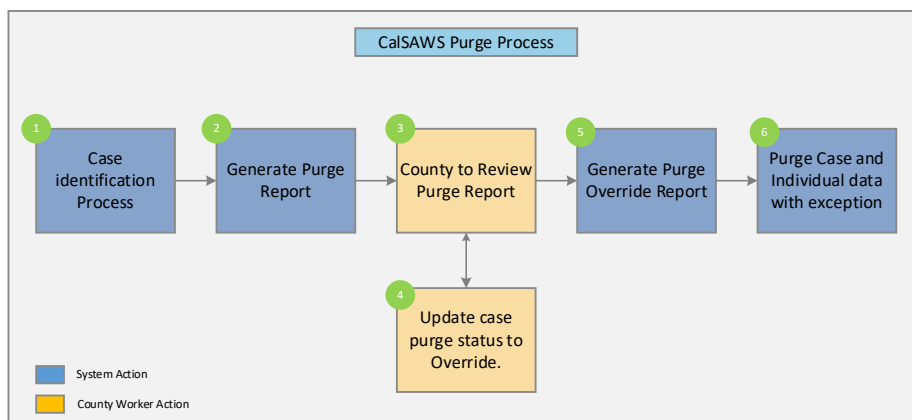 CalSAWS Purge Process
1
Case
identification
Process
2
Generate Purge
Report
3
County to Review
Purge Report
4
Update case
purge status to
Override.
5
Generate Purge
Override Report
6
Purge Case and
Individual data
with exception
System Action
County Worker Action